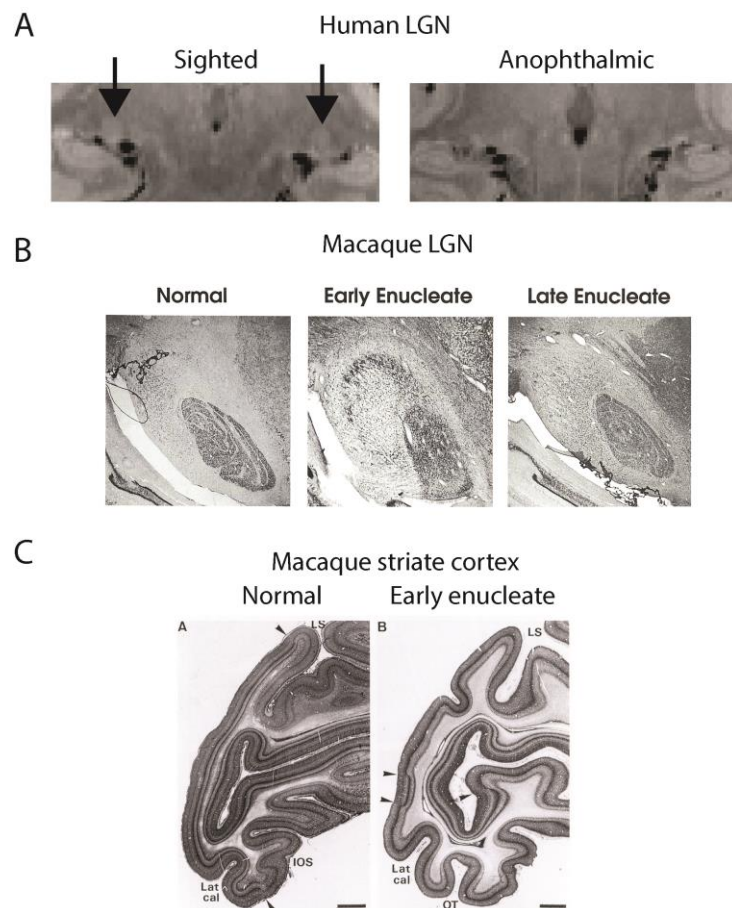 A
Human LGN
Sighted
Anophthalmic
B
Macaque LGN
Normal
Early Enucleate
Late Enucleate
C
Macaque striate cortex
Normal
Early enucleate
A
LS
B
LS
IOS
Lat
cal
Lat
cal
OT